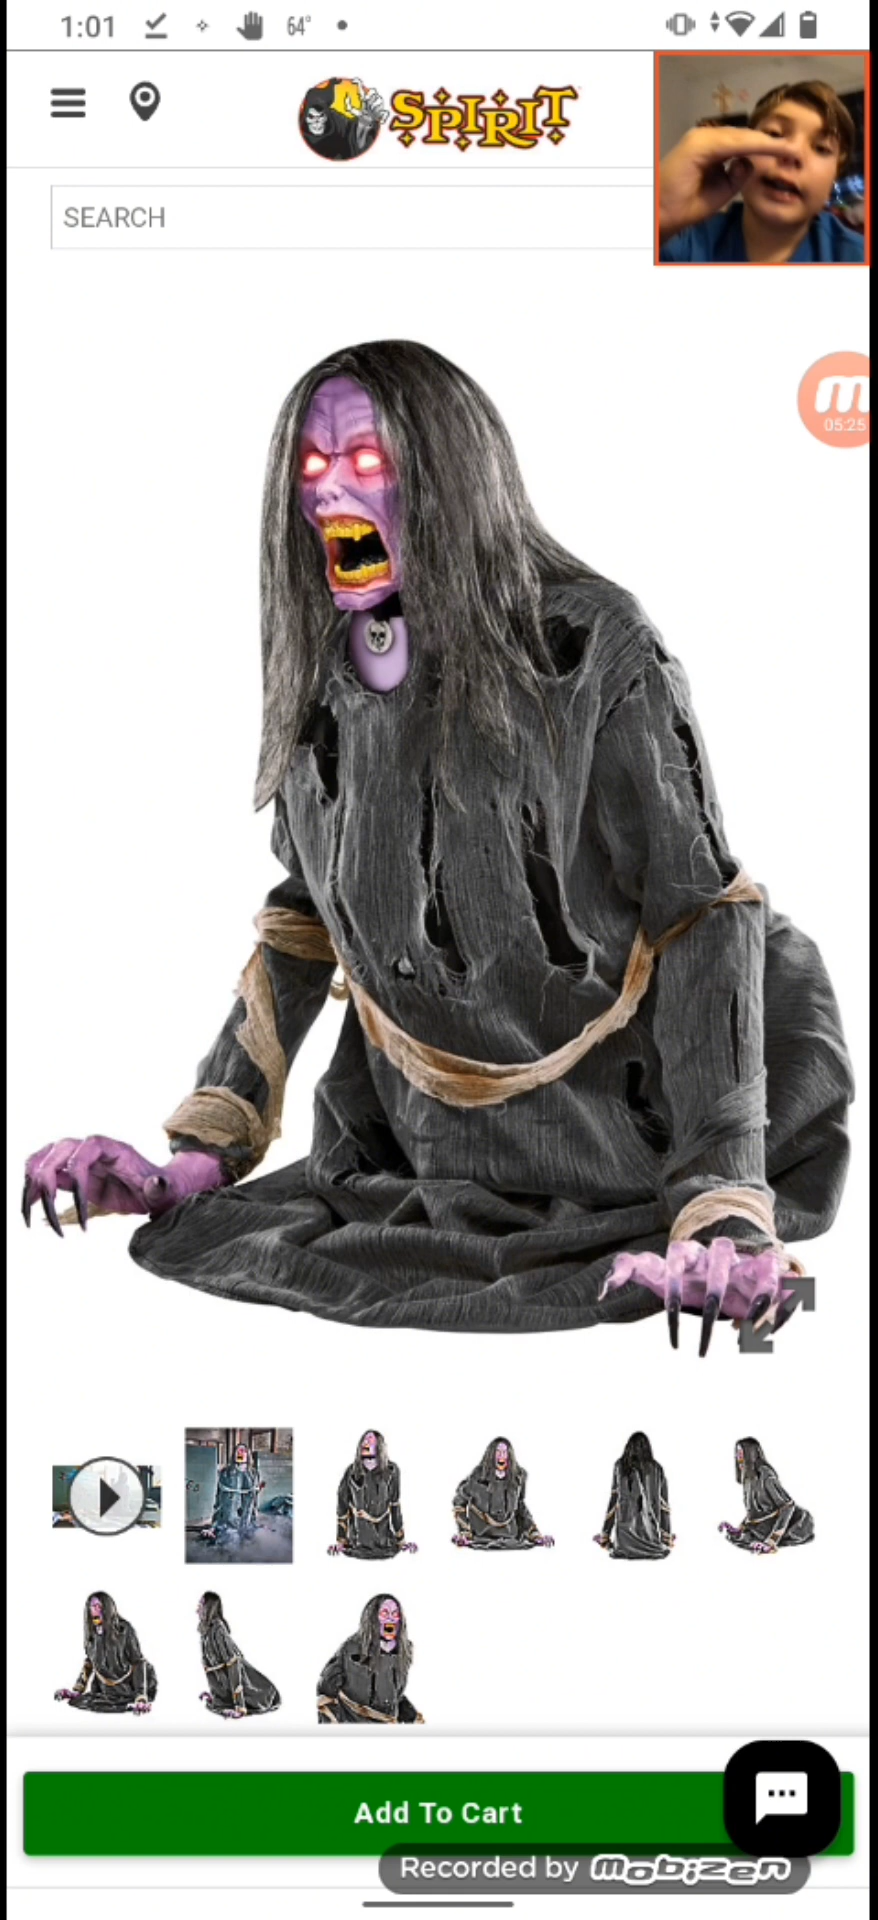 1:01 64°
SPIRIT
SEARCH
m
05:25
Add To Cart
Recorded by mobizen